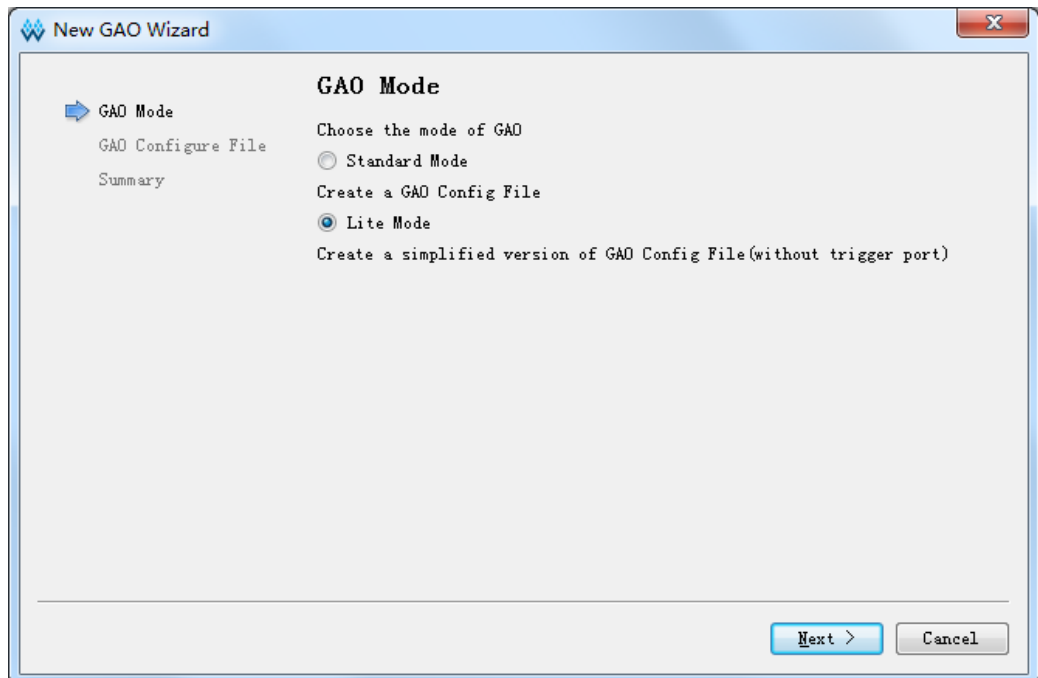 New GAO Wizard
GAO Mode
GAO Configure File
Summary
GAO Mode
Choose the mode of GAO
Standard Mode
Create a GAO Config File
Lite Mode
Create a simplified version of GAO Config File(without trigger port)
Next >
Cancel